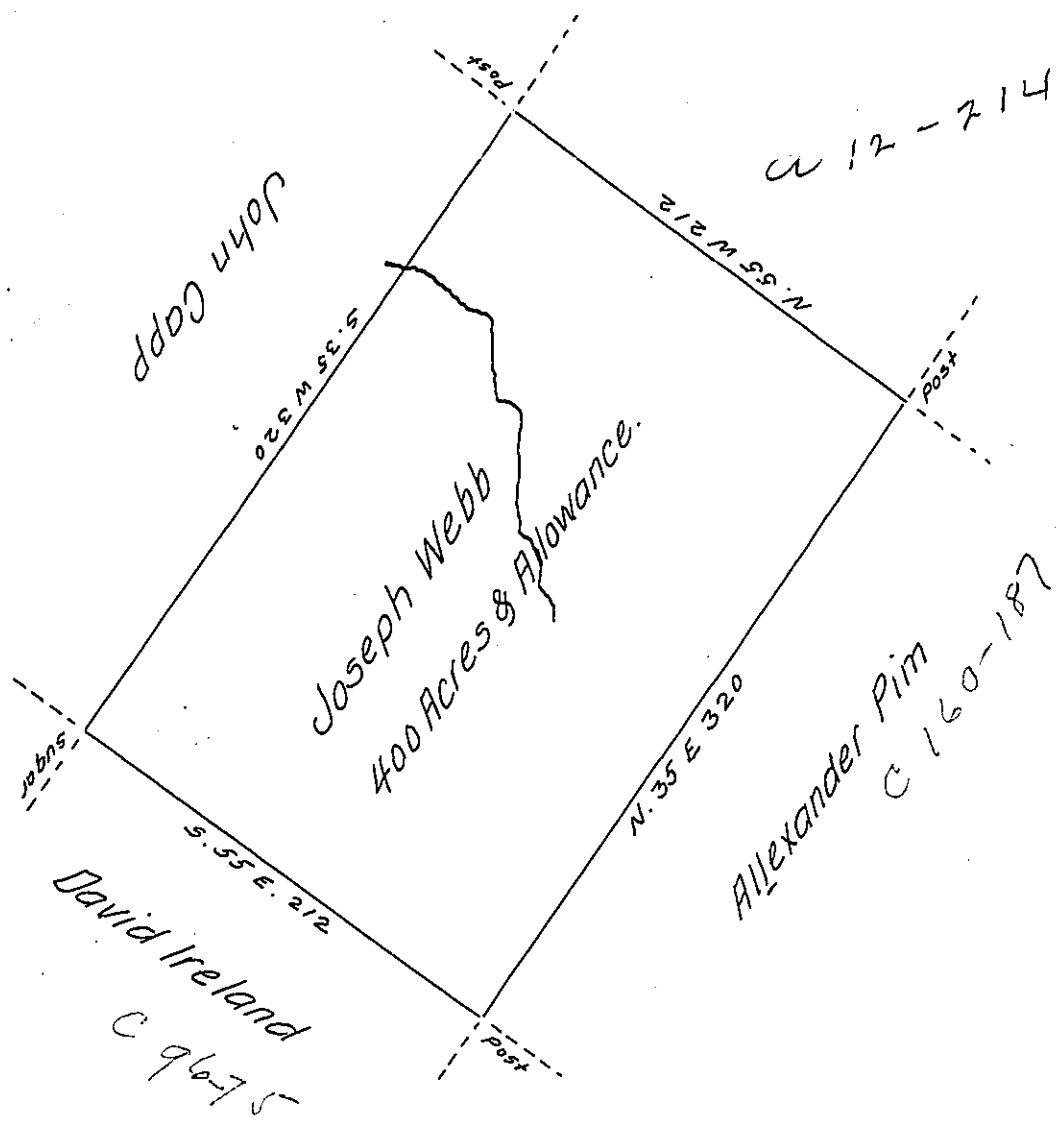 Post
a 12-214
John Capp
N. 55 W 212
S. 35 W 320
Post
Joseph Webb
400 Acres & Allowance.
Sugar
N. 35 E 320
Allexander Pim
C 160-187
S. 55 E. 212
David Ireland
C 96-75
Post